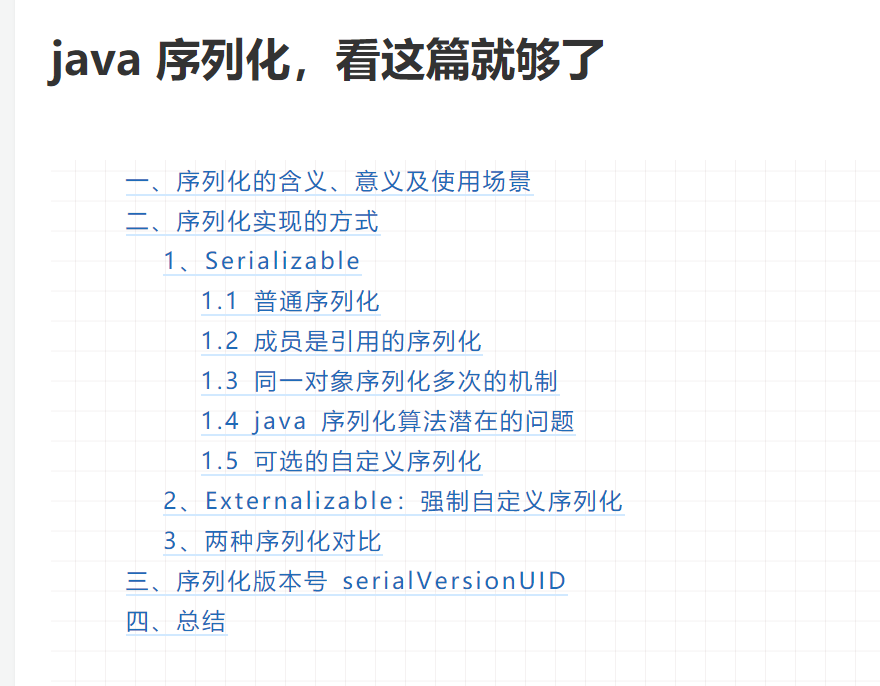 java 序列化，看这篇就够了
一、序列化的含义、意义及使用场景
二、序列化实现的方式
1、Serializable
1.1 普通序列化
1.2 成员是引用的序列化
1.3 同一对象序列化多次的机制
1.4 java 序列化算法潜在的问题
1.5 可选的自定义序列化
2、Externalizable：强制自定义序列化
3、两种序列化对比
三、序列化版本号 serialVersionUID
四、总结